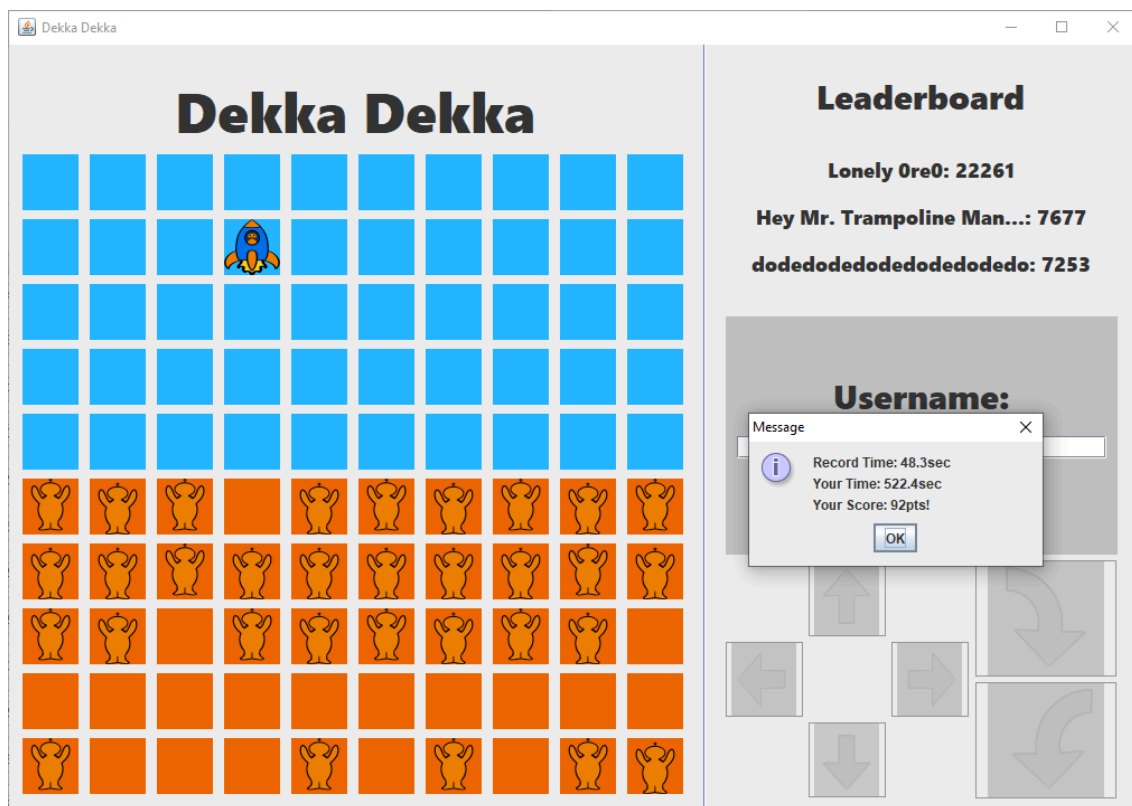 Dekka Dekka
Dekka Dekka
Leaderboard
Lonely 0re0: 22261
Hey Mr. Trampoline Man...: 7677
dodedodedodedodedodedo: 7253
Username:
Message
Record Time: 48.3sec
Your Time: 522.4sec
Your Score: 92pts!
OK